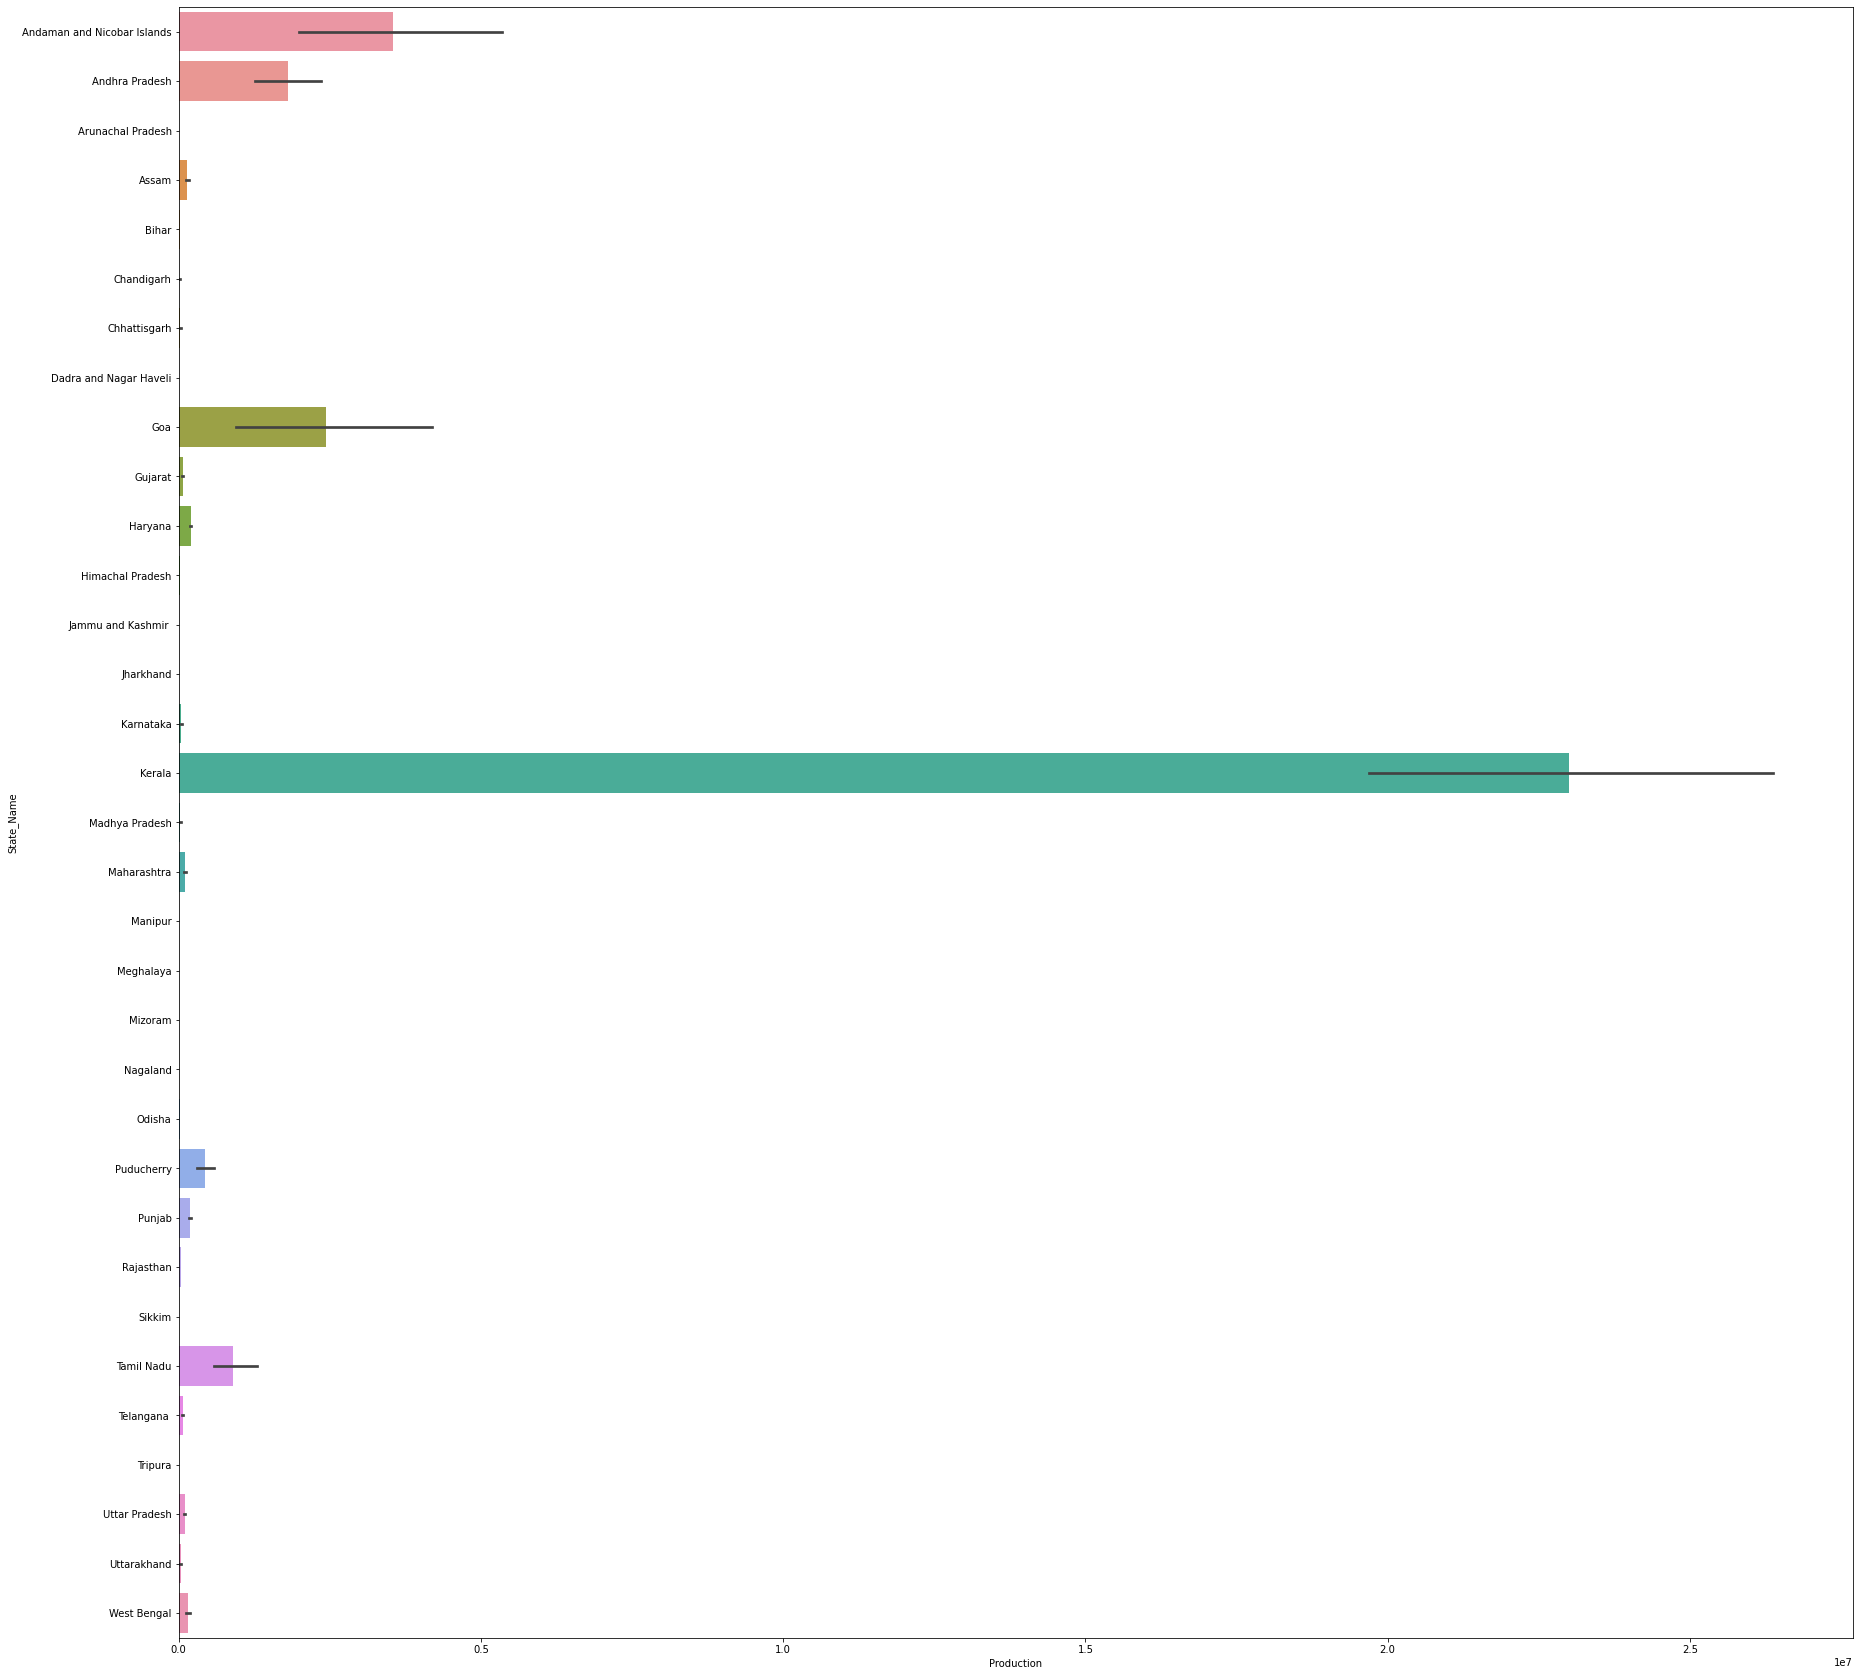 Andaman and Nicobar Islands
Andhra Pradesh
Arunachal Pradesh
Assam
Bihar
Chandigarh
Chhattisgarh
Dadra and Nagar Haveli
Goa
Gujarat
Haryana
Himachal Pradesh
Jammu and Kashmir
Jharkhand
Karnataka
Kerala
Madhya Pradesh
Maharashtra
Manipur
Meghalaya
Mizoram
Nagaland
Odisha
Puducherry
Punjab
Rajasthan
Sikkim
Tamil Nadu
Telangana
Tripura
Uttar Pradesh
Uttarakhand
West Bengal
State_Name
0.0 0.5 1.0 1.5 2.0 2.5
Production
1e7